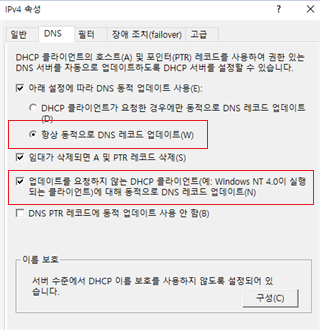 IPv4 속성
일반 DNS 필터 장애 조치(failover) 고급
DHCP 클라이언트의 호스트(A) 및 포인터(PTR) 레코드를 사용하여 권한 있는
DNS 서버를 자동으로 업데이트하도록 DHCP 서버를 설정할 수 있습니다.
아래 설정에 따라 DNS 동적 업데이트 사용(E):
DHCP 클라이언트가 요청한 경우에만 동적으로 DNS 레코드 업데이트
(D)
항상 동적으로 DNS 레코드 업데이트(W)
임대가 삭제되면 A 및 PTR 레코드 삭제(S)
업데이트를 요청하지 않는 DHCP 클라이언트(예: Windows NT 4.0이 실행
되는 클라이언트)에 대해 동적으로 DNS 레코드 업데이트(N)
DNS PTR 레코드에 동적 업데이트 사용 안 함(B)
이름 보호
서버 수준에서 DHCP 이름 보호를 사용하지 않도록 설정되어 있
습니다.
구성(C)